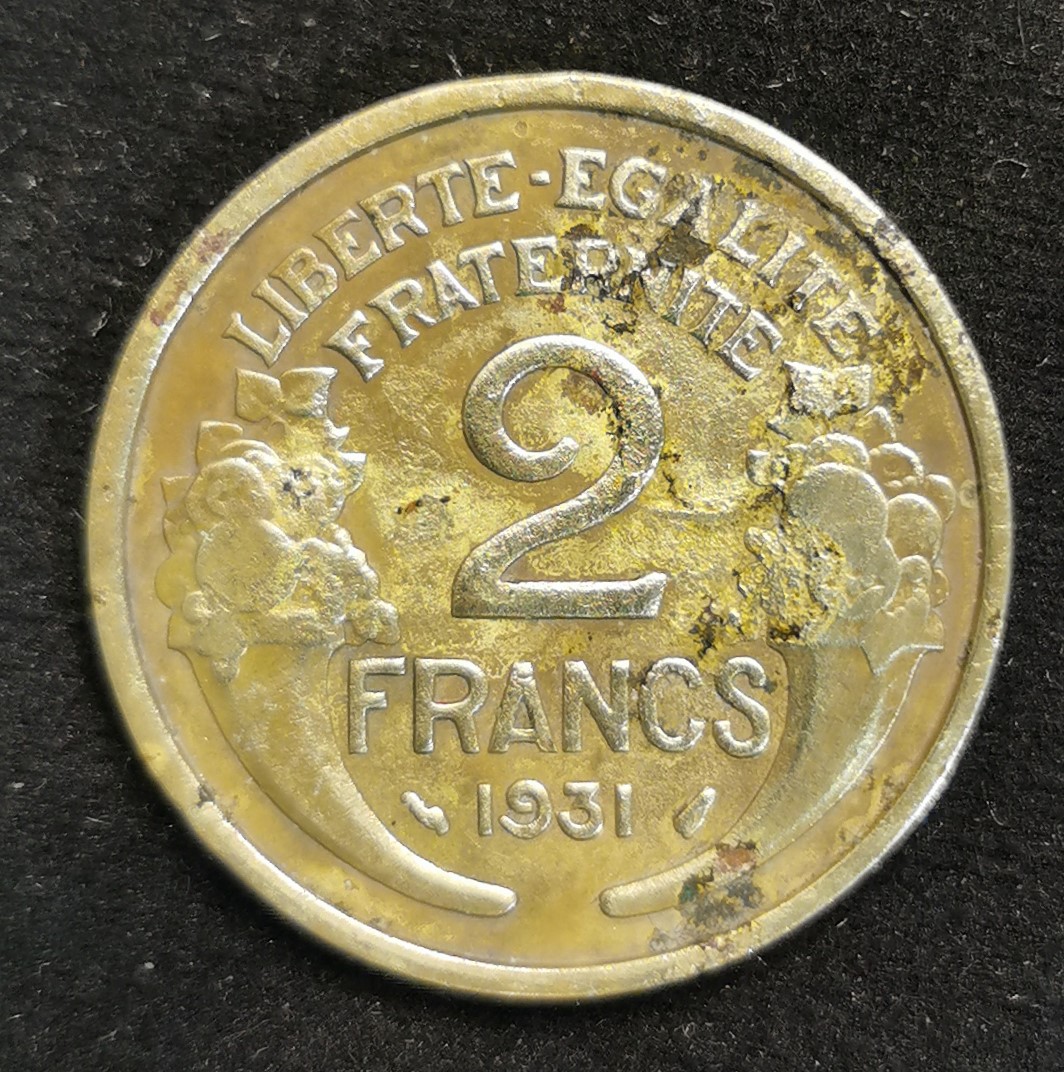 LIBERTE-EGALITE
FRATERNITE
2
FRANCS
1931